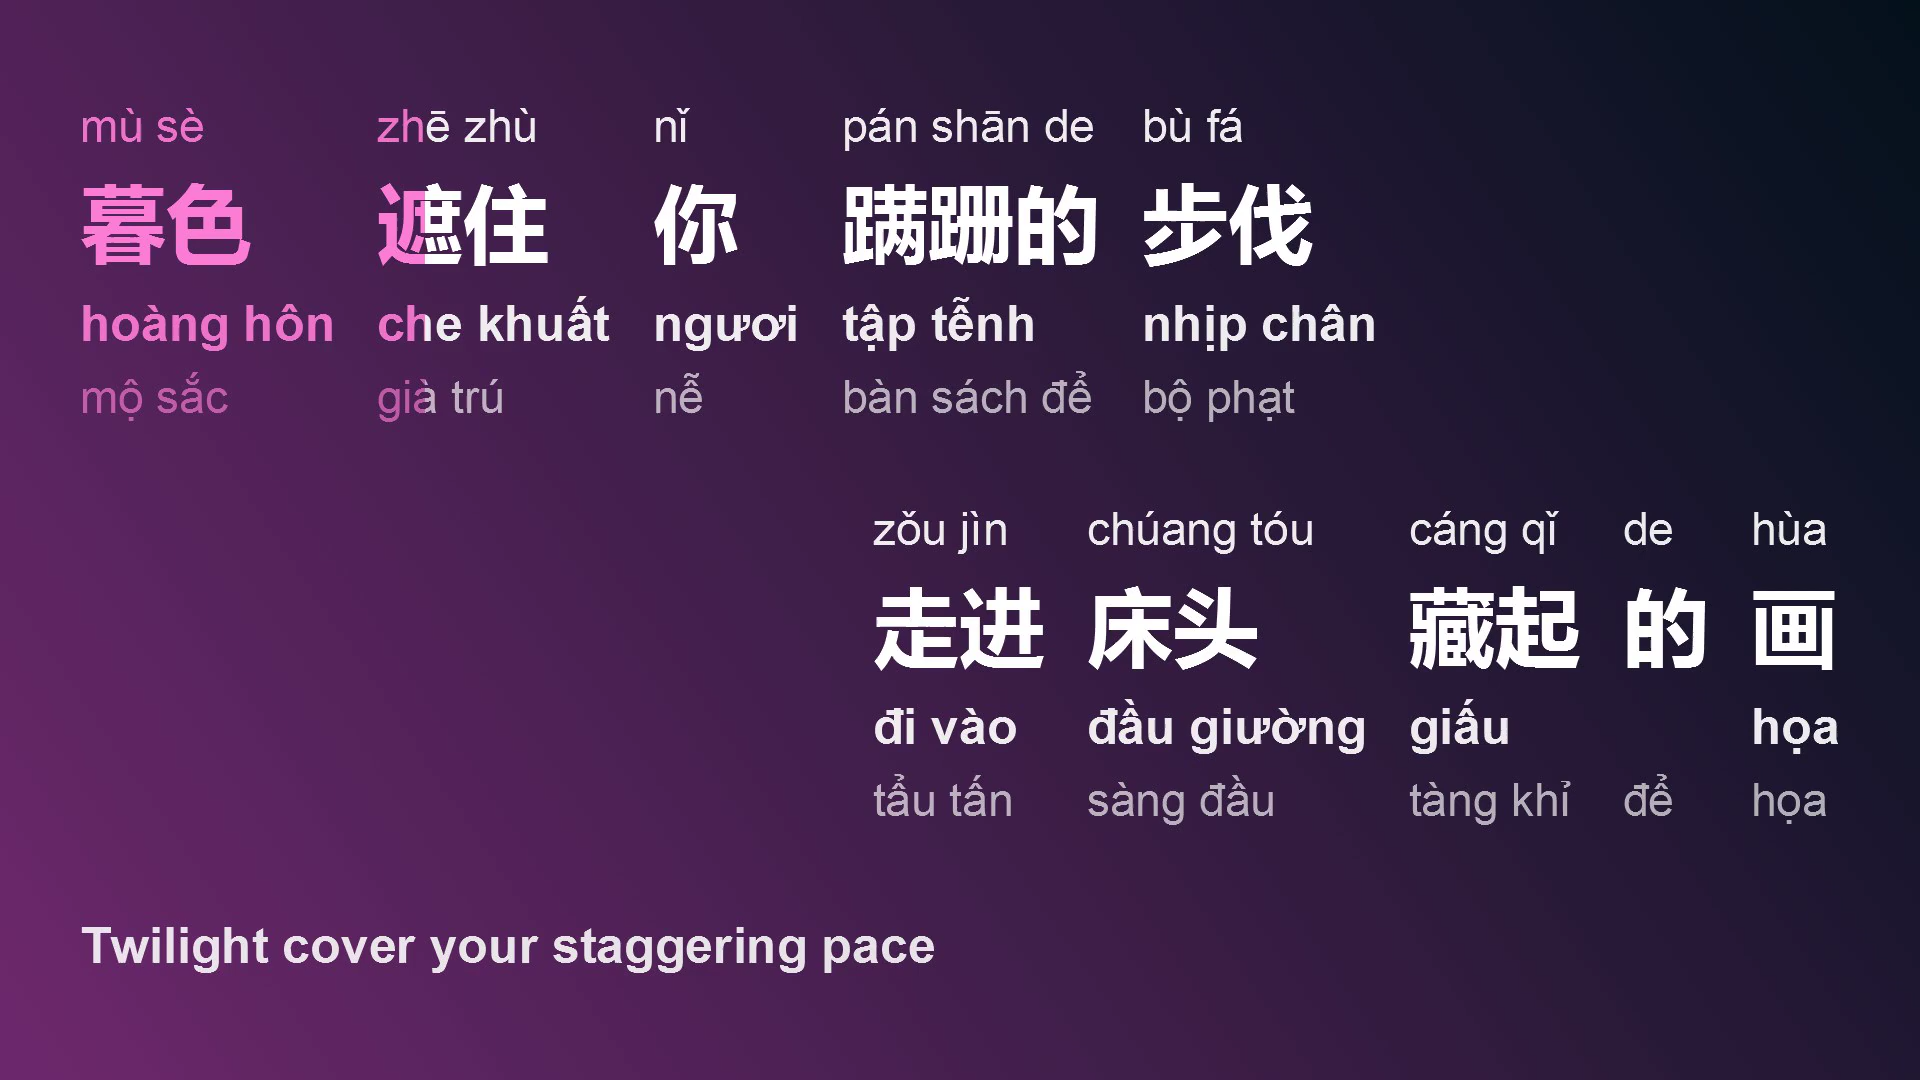 mù sè zhē zhù nǐ pán shān de bù fá
暮色 遮住 你 蹒跚的 步伐
hoàng hôn che khuất ngươi tập tễnh nhịp chân
mộ sắc già trú nễ bàn sách để bộ phạt
zǒu jìn chúang tóu cáng qǐ de hùa
走进 床头 藏起 的 画
đi vào đầu giường giấu họa
tẩu tấn sàng đầu tàng khỉ để họa
Twilight cover your staggering pace